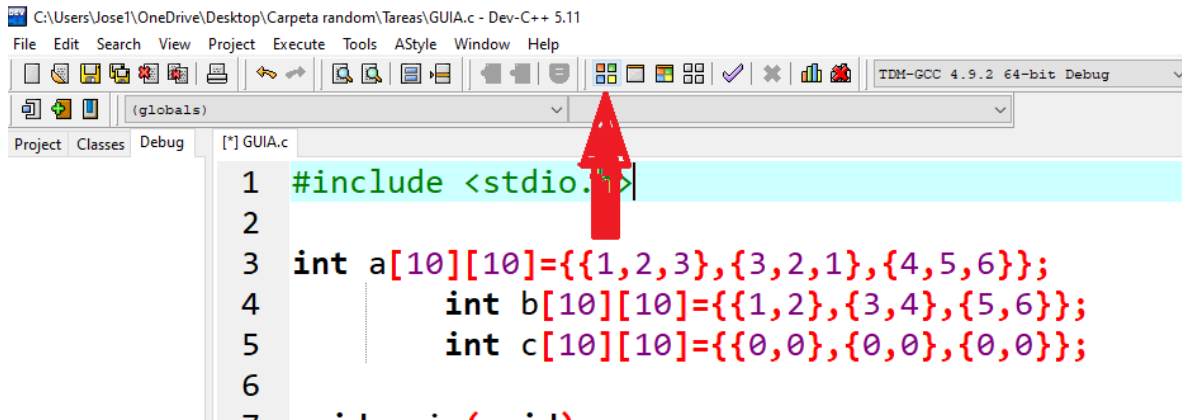 C:\Users\Jose1\OneDrive\Desktop\Carpeta random\Tareas\GUIA.c - Dev-C++ 5.11
File Edit Search View Project Execute Tools AStyle Window Help
TDM-GCC 4.9.2 64-bit Debug
(globals)
Project Classes Debug [*] GUIA.c
1 #include <stdio.h>
2
3 int a[10][10]={{1,2,3},{3,2,1},{4,5,6}};
4 int b[10][10]={{1,2},{3,4},{5,6}};
5 int c[10][10]={{0,0},{0,0},{0,0}};
6